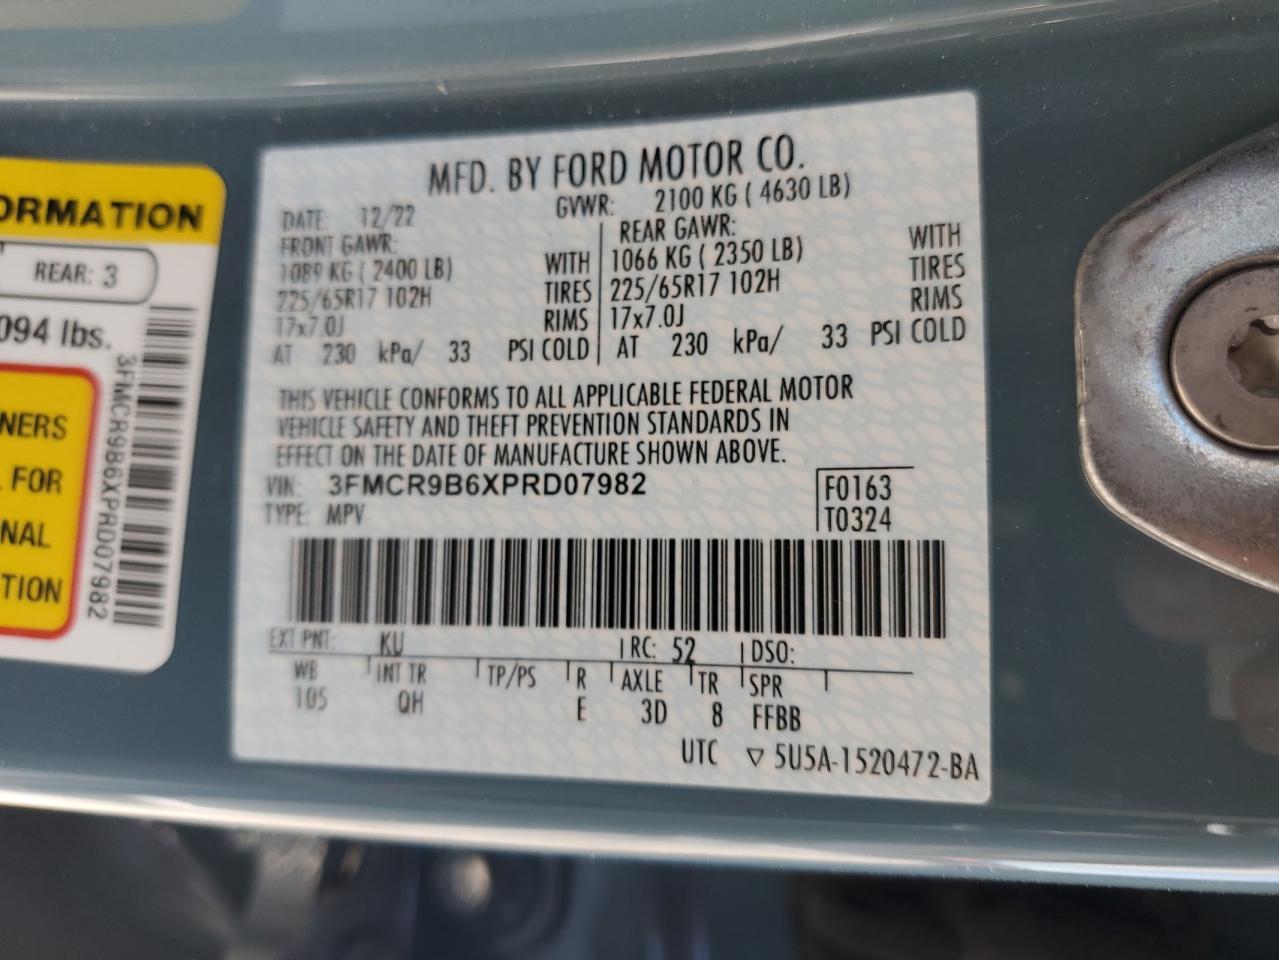 ORMATION
REAR: 3
094 lbs.
3FMCR9B6XPRD07982
NERS
FOR
NAL
TION
MFD. BY FORD MOTOR CO.
DATE: 12/22 GVWR: 2100 KG ( 4630 LB)
FRONT GAWR: REAR GAWR:
1089 KG ( 2400 LB) WITH 1066 KG ( 2350 LB) WITH
225/65R17 102H TIRES 225/65R17 102H TIRES
17x7.0J RIMS 17x7.0J RIMS
AT 230 kPa/ 33 PSI COLD AT 230 kPa/ 33 PSI COLD
THIS VEHICLE CONFORMS TO ALL APPLICABLE FEDERAL MOTOR
VEHICLE SAFETY AND THEFT PREVENTION STANDARDS IN
EFFECT ON THE DATE OF MANUFACTURE SHOWN ABOVE.
VIN: 3FMCR9B6XPRD07982 F0163
TYPE: MPV T0324
EXT PNT: KU RC: 52 DSO:
WB INT TR TP/PS R AXLE TR SPR
105 QH E 3D 8 FFBB
UTC ▽ 5U5A-1520472-BA